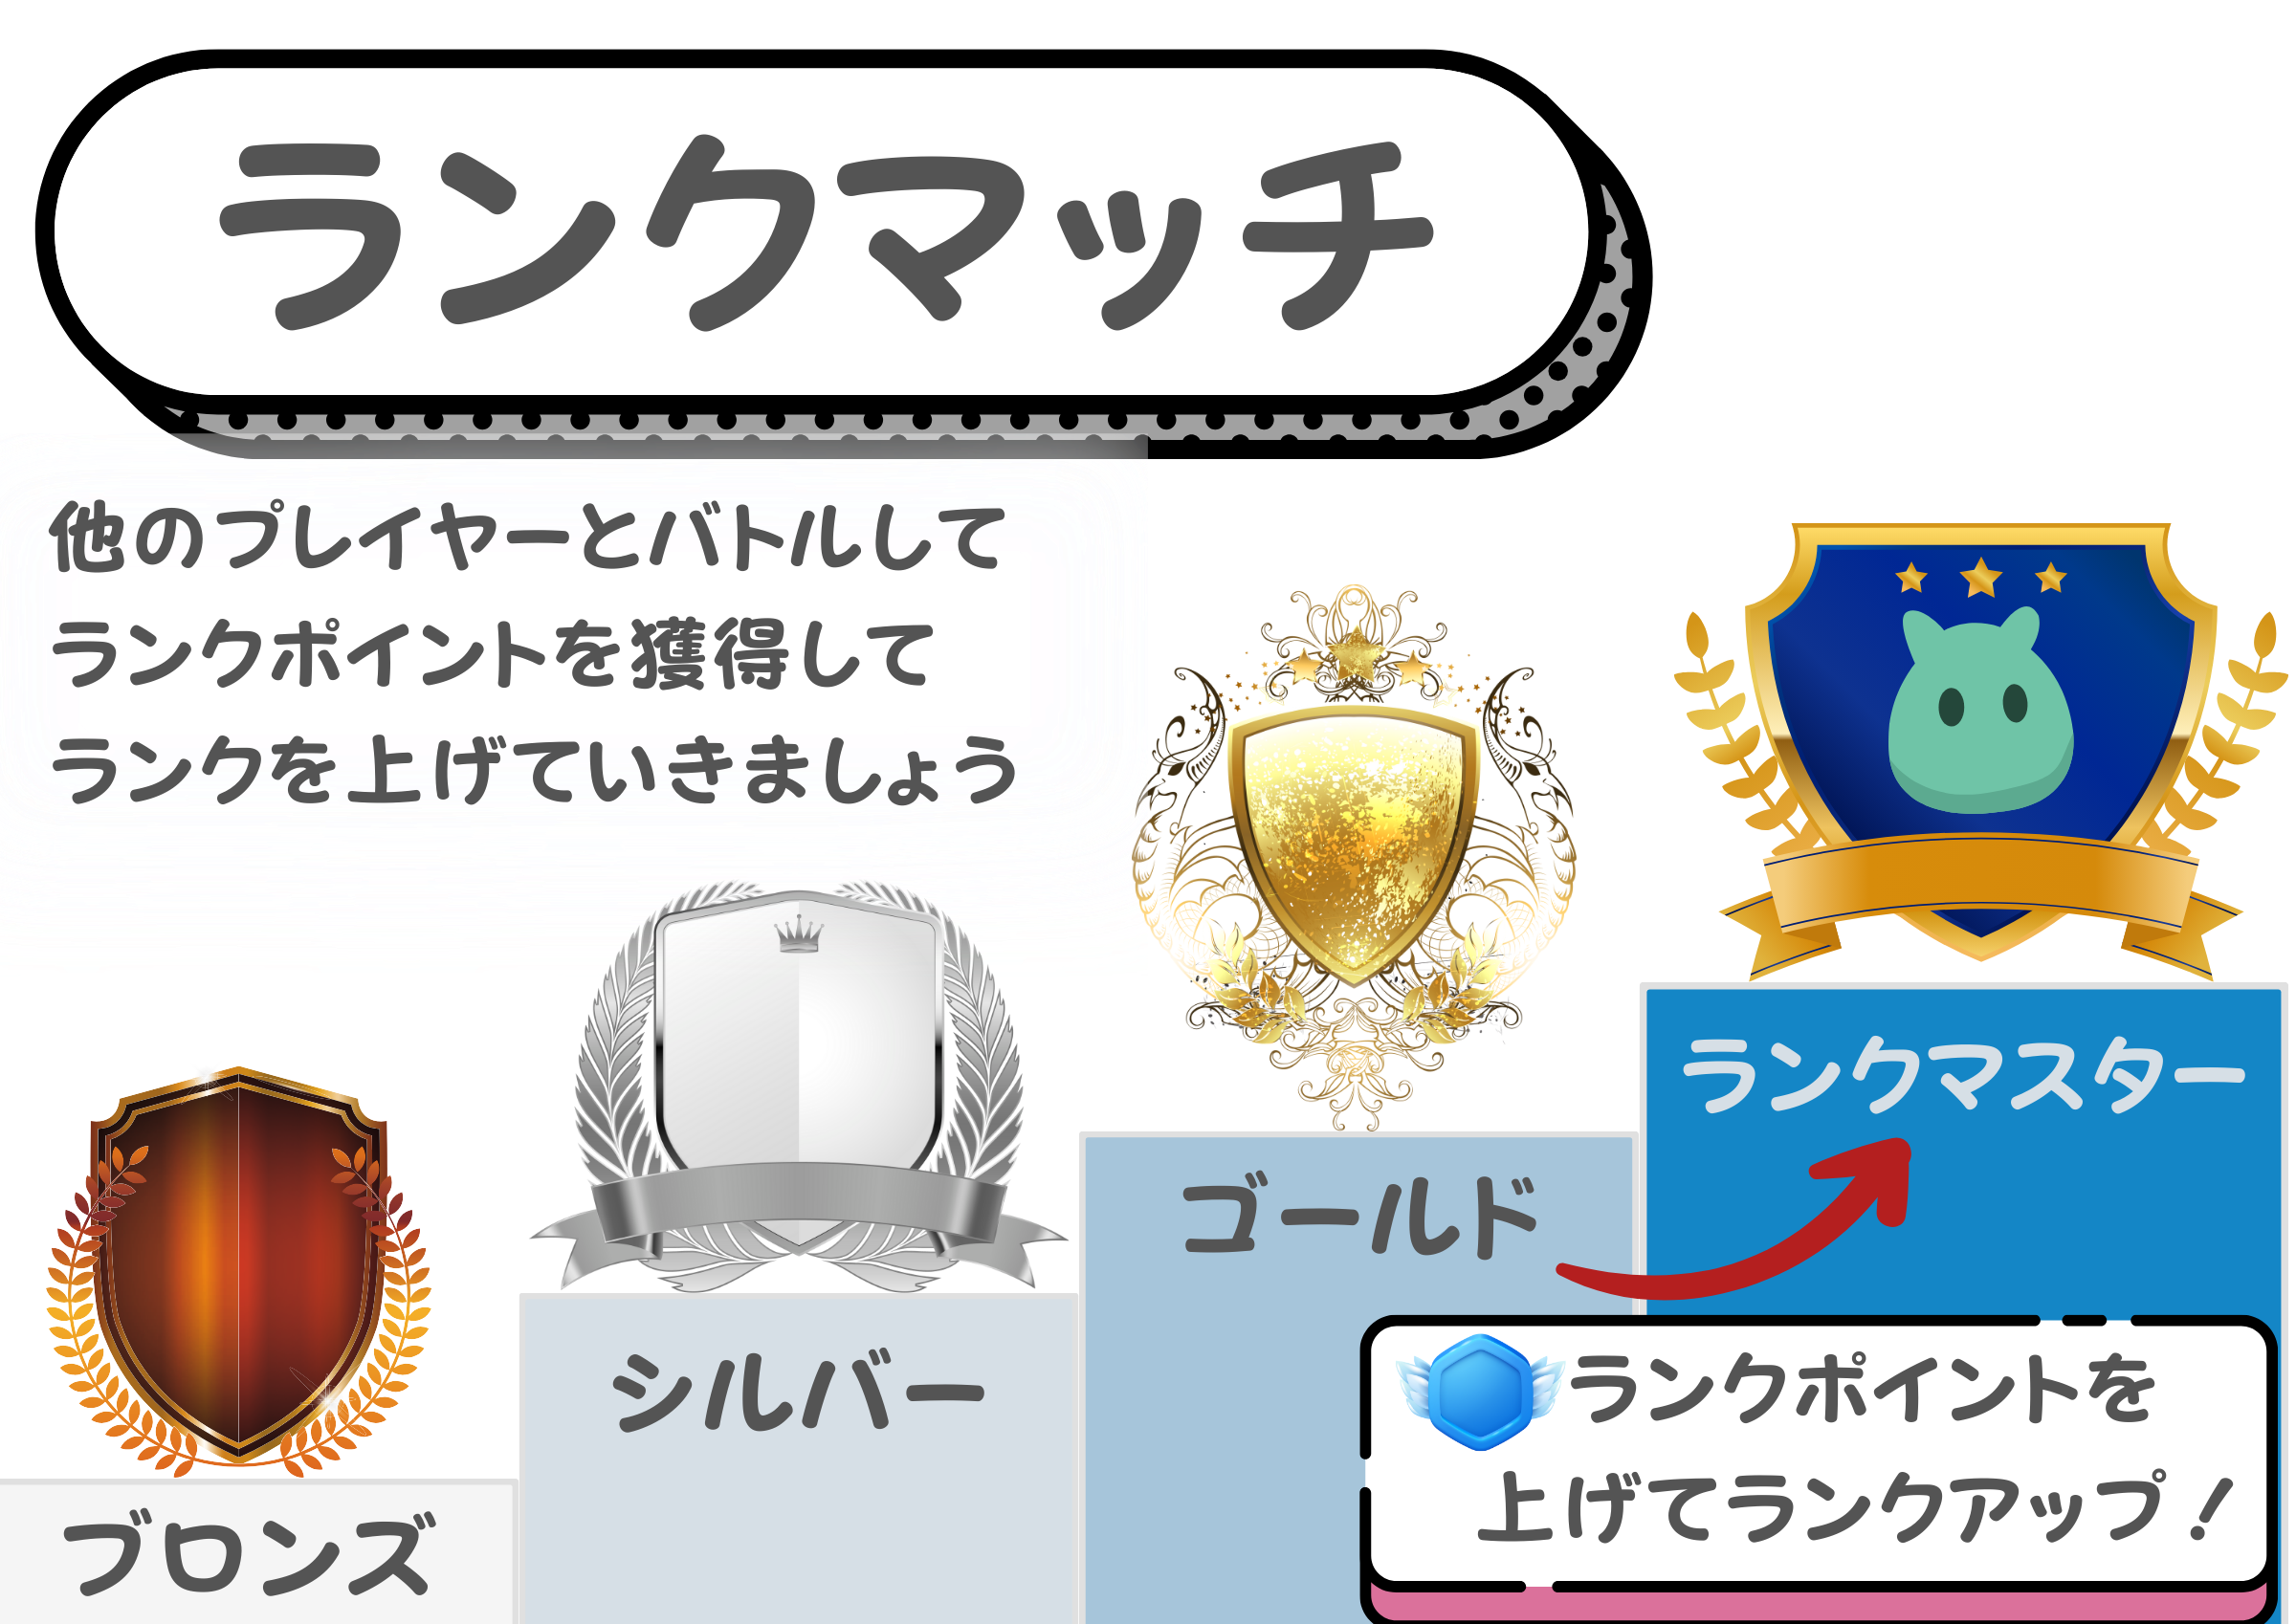 ランクマッチ
他のプレイヤーとバトルして
ランクポイントを獲得して
ランクを上げていきましょう
ブロンズ
シルバー
ゴールド
ランクマスター
ランクポイントを
上げてランクアップ！